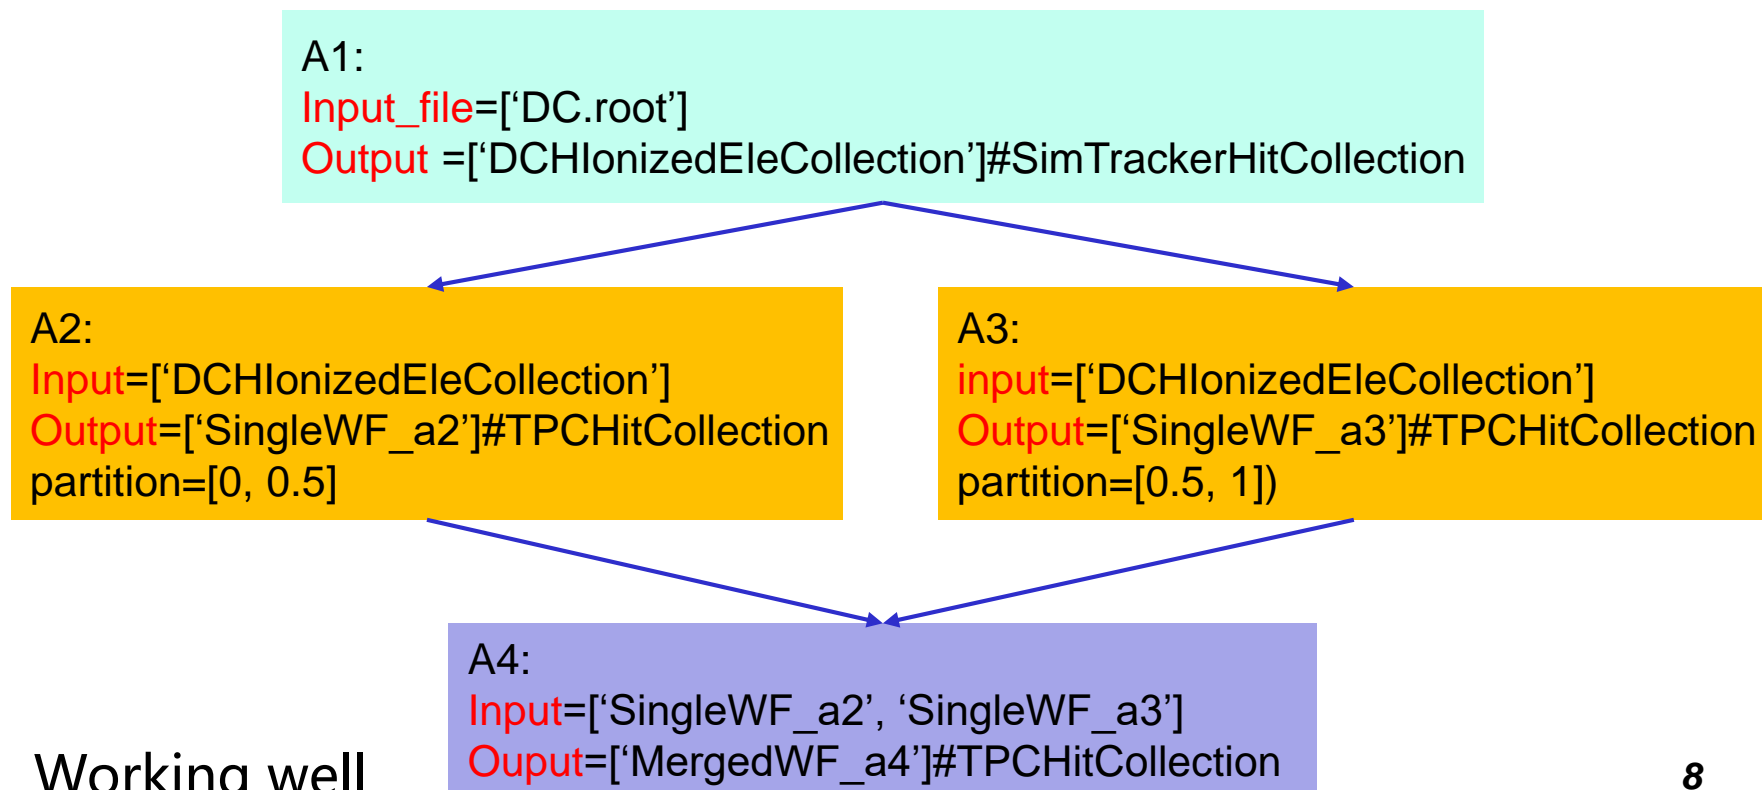 A1:
Input_file=[‘DC.root’]
Output =[‘DCHIonizedEleCollection’]#SimTrackerHitCollection
A2:
Input=[‘DCHIonizedEleCollection’]
Output=[‘SingleWF_a2’]#TPCHitCollection
partition=[0, 0.5]
A3:
input=[‘DCHIonizedEleCollection’]
Output=[‘SingleWF_a3’]#TPCHitCollection
partition=[0.5, 1])
A4:
Input=[‘SingleWF_a2’, ‘SingleWF_a3’]
Ouput=[‘MergedWF_a4’]#TPCHitCollection
Working well
8